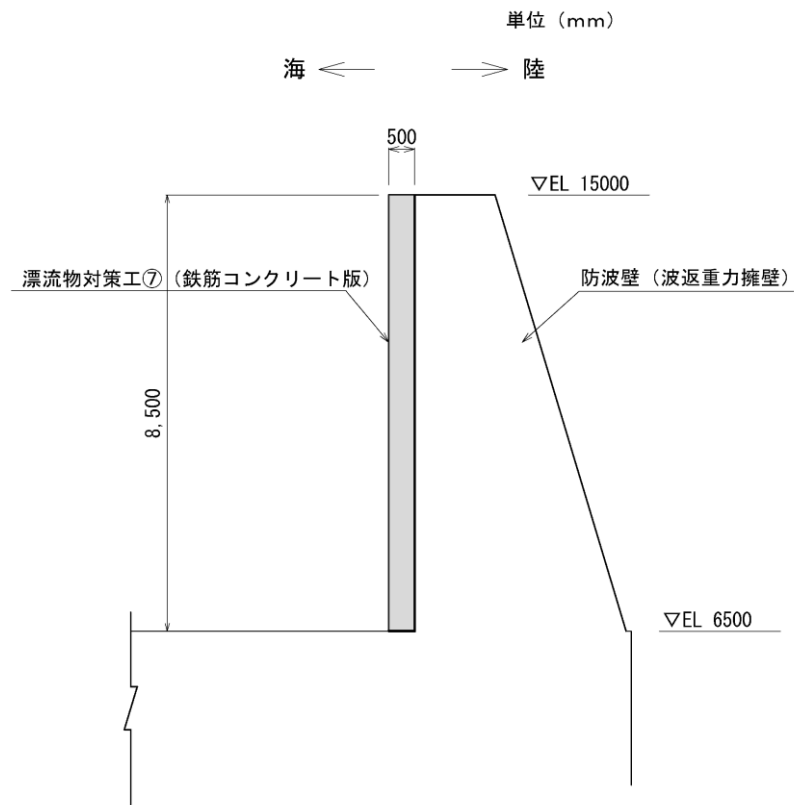 単位（mm）
海 陸
500
▽EL 15000
漂流物対策工⑦（鉄筋コンクリート版）
防波壁（波返重力擁壁）
8,500
▽EL 6500